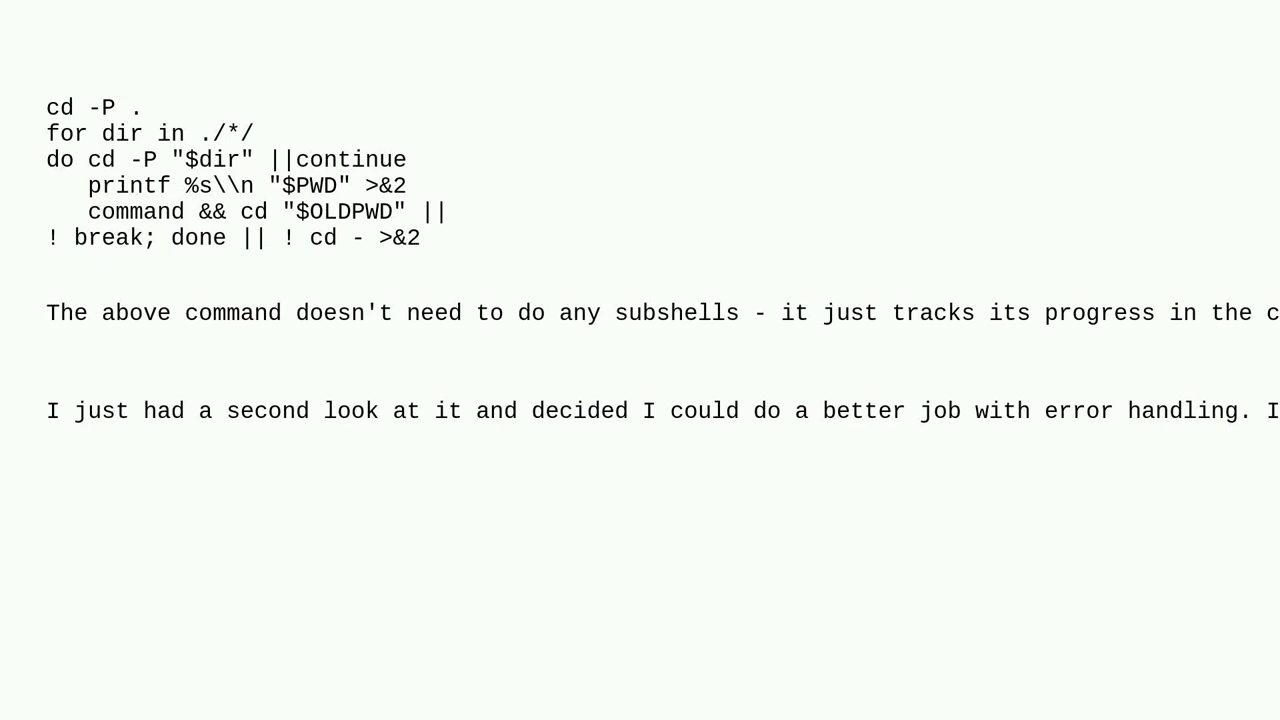 cd -P .
for dir in ./*/
do cd -P "$dir" ||continue
   printf %s\\n "$PWD" >&2
   command && cd "$OLDPWD" ||
! break; done || ! cd - >&2
The above command doesn't need to do any subshells - it just tracks its progress in the c
I just had a second look at it and decided I could do a better job with error handling. I